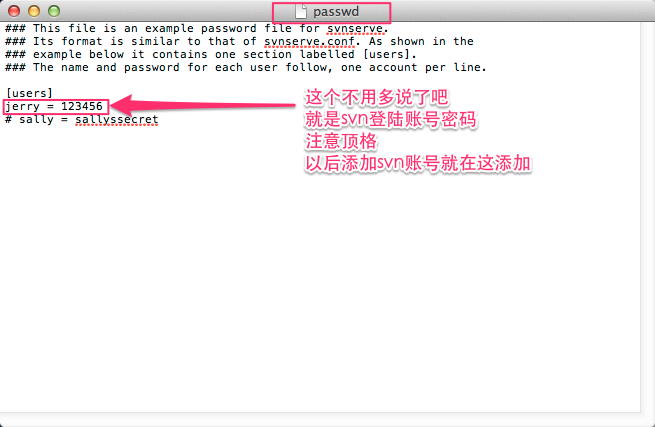 passwd
### This file is an example password file for svnserve.
### Its format is similar to that of svnserve.conf. As shown in the
### example below it contains one section labelled [users].
### The name and password for each user follow, one account per line.
[users]
jerry = 123456
# sally = sallyssecret
这个不用多说了吧
就是svn登陆账号密码
注意顶格
以后添加svn账号就在这添加